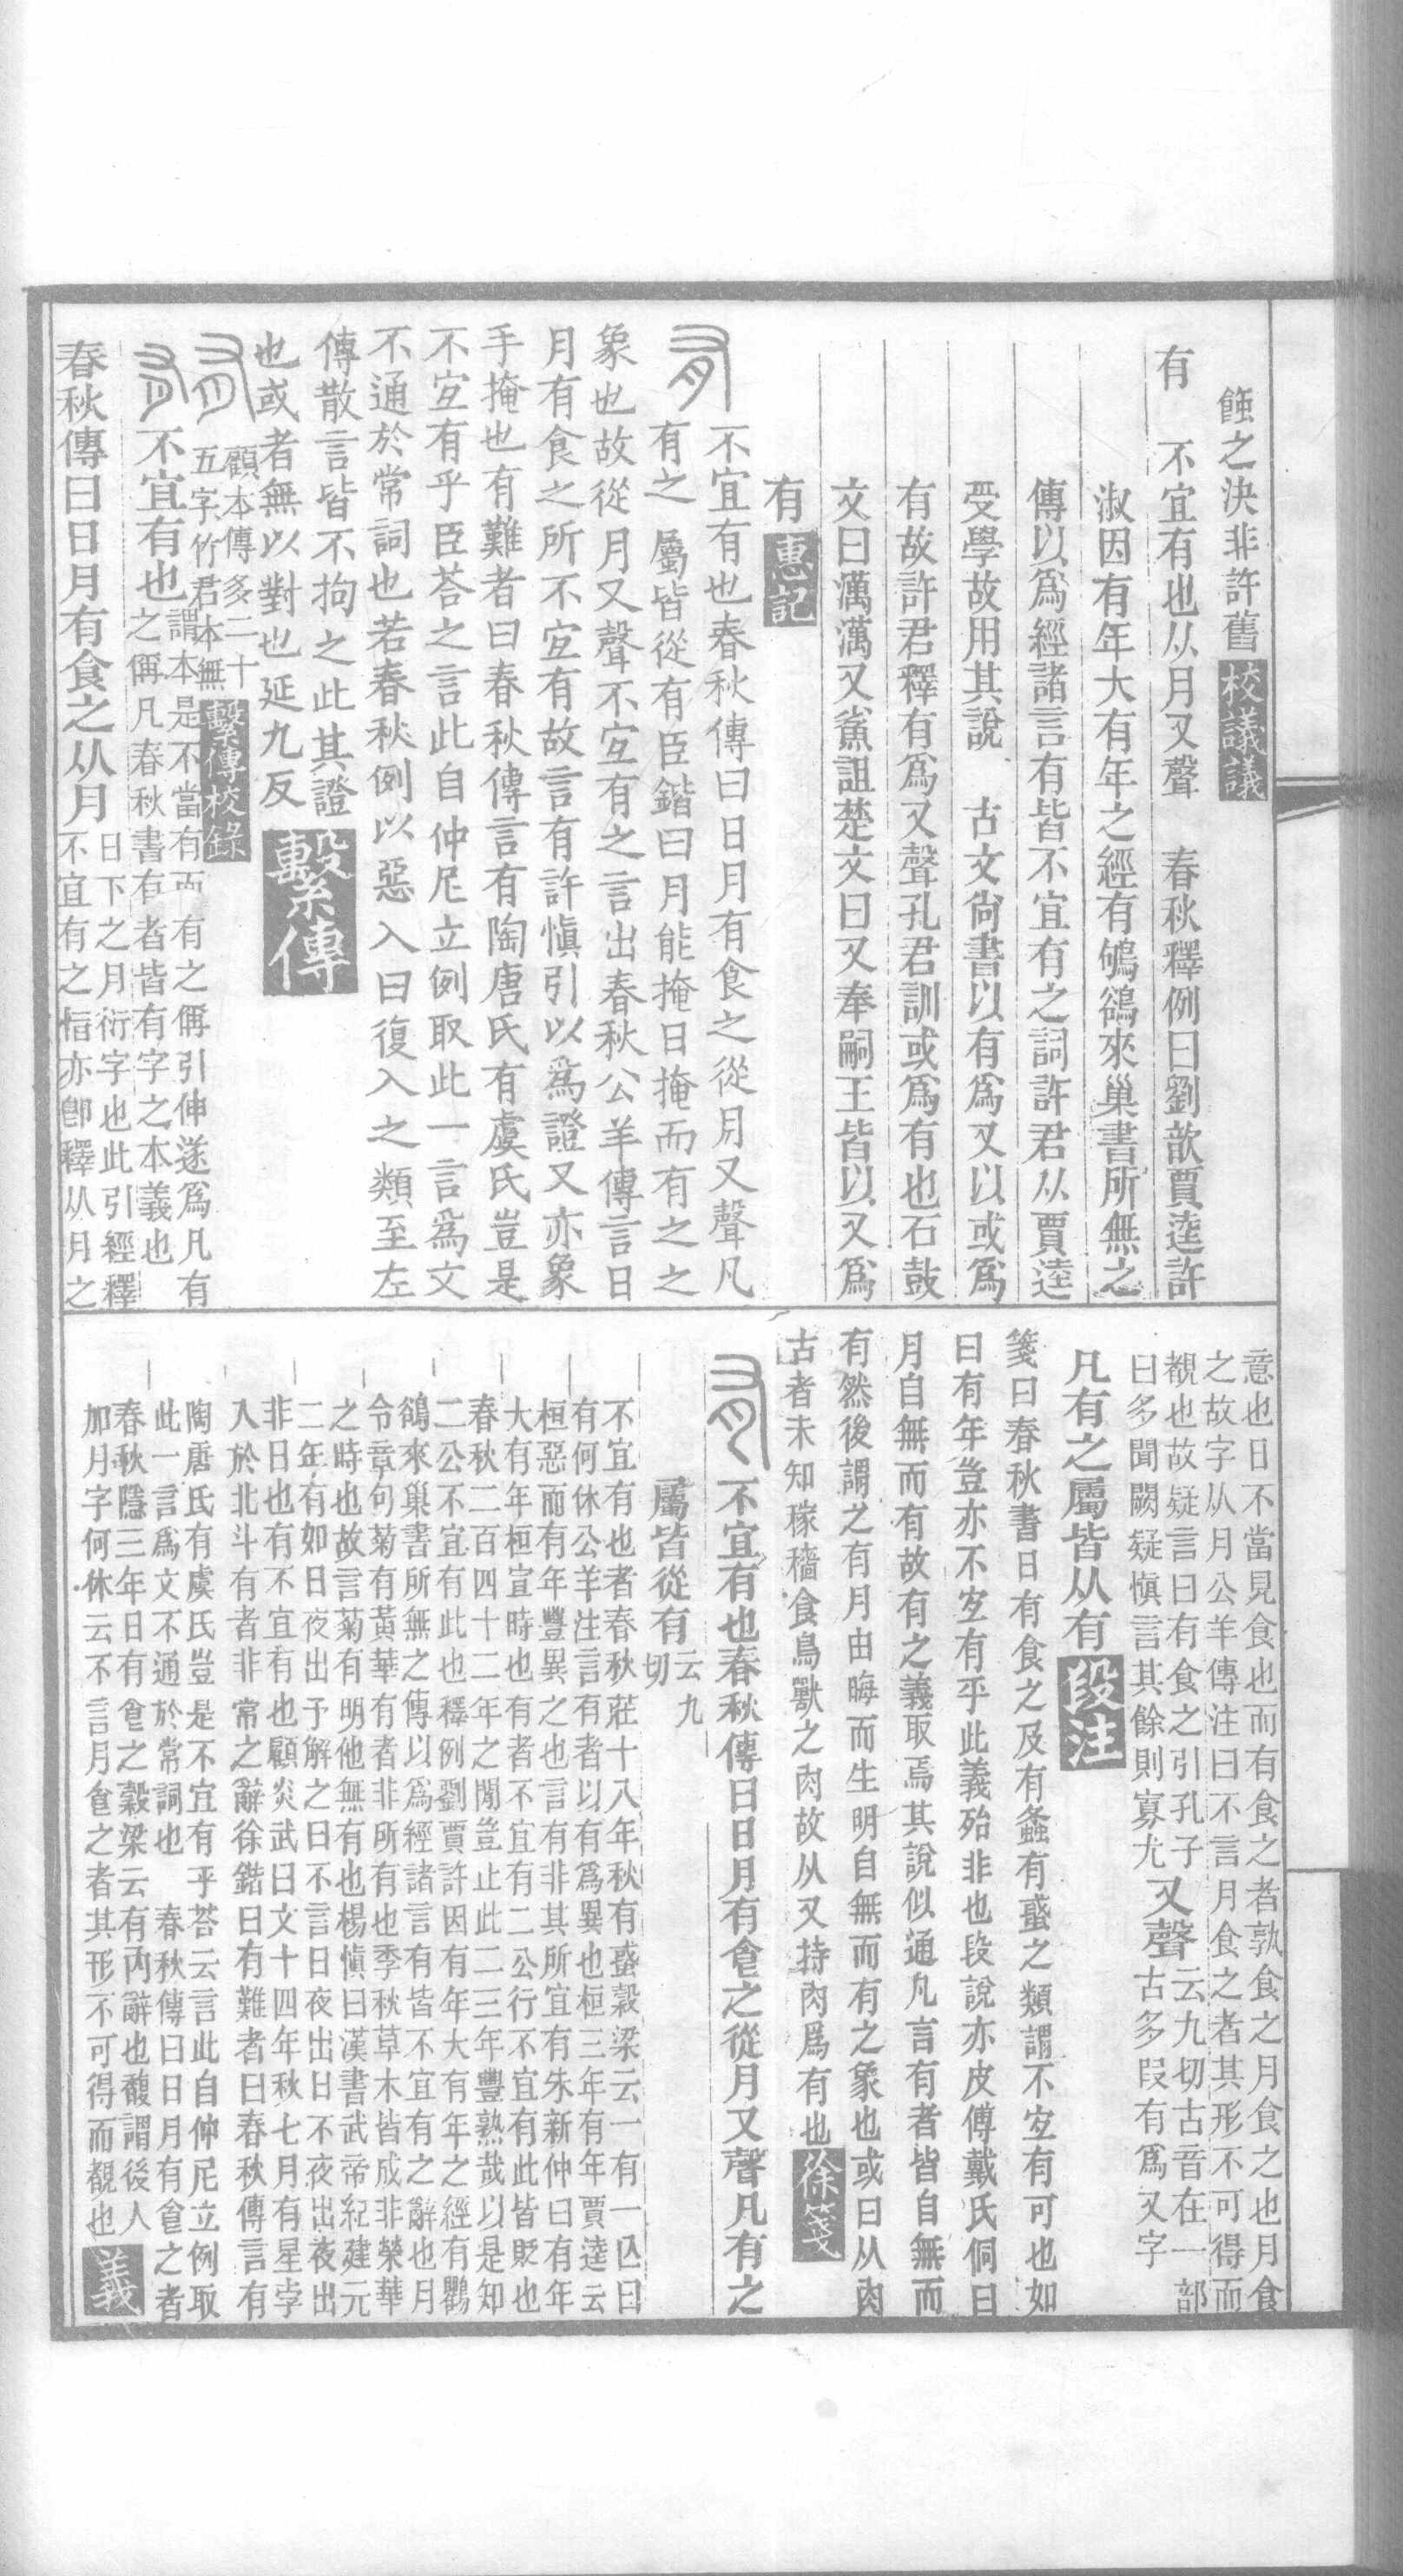 蝕之決非許舊校議議
有　不宜有也从月又聲　春秋釋例曰劉歆賈逵許
淑因有年大有年之經有鴝鵒來巢書所無之
傳以爲經諸言有皆不宜有之詞許君从賈逵
受學故用其說　古文尙書以有爲又以或爲
有故許君釋有爲又聲孔君訓或爲有也石鼓
文曰澫澫又鯊詛楚文曰又奉嗣王皆以又爲
有惠記
不宜有也春秋傳曰日月有食之從月又聲凡
有之　屬皆從有臣鍇曰月能掩日掩而有之之
象也故從月又聲不宜有之言出春秋公羊傳言日
月有食之所不宜有故言有許愼引以爲證又亦象
手掩也有難者曰春秋傳言有陶唐氏有虞氏豈是
不宜有乎臣荅之言此自仲尼立例取此一言爲文
不通於常詞也若春秋例以惡入曰復入之類至左
傳散言皆不拘之此其證
也或者無以對也延九反繫傳
顧本傳多二十
五字竹君本無繫傳校錄
不宜有也
謂本是不當有而有之偁引伸遂爲凡有
之偁凡春秋書有者皆有字之本義也
春秋傳曰日月有食之从月
日下之月衍字也此引經釋
不宜有之恉亦卽釋从月之
意也日不當見食也而有食之者孰食之月食之也月食
之故字从月公羊傳注曰不言月食之者其形不可得而
覩也故疑言曰有食之引孔子
曰多聞闕疑愼言其餘則寡尤
又聲
云九切古音在一部
古多叚有爲又字
凡有之屬皆从有段注
箋曰春秋書日有食之及有螽有蜚之類謂不宜有可也如
曰有年豈亦不宜有乎此義殆非也段說亦皮傅戴氏侗曰
月自無而有故有之義取焉其說似通凡言有者皆自無而
有然後謂之有月由晦而生明自無而有之象也或曰从肉
古者未知稼穡食鳥獸之肉故从又持肉爲有也徐箋
不宜有也春秋傳曰日月有食之從月又聲凡有之
屬皆從有
云九
切
不宜有也者春秋莊十八年秋有蜚穀梁云一有一亾曰
有何休公羊注言有者以有爲異也桓三年有年賈逵云
桓惡而有年豐異之也言有非其所宜有朱新仲曰有年
大有年桓宣時也有者不宜有二公行不宜有此皆貶也
春秋二百四十二年之閒豈止此二三年豐熟哉以是知
二公不宜有此也釋例劉賈許因有年大有年之經有鸜
鵒來巢書所無之傳以爲經諸言有皆不宜有之辭也月
令章句菊有黃華有者非所有也季秋草木皆成非榮華
之時也故言菊有明他無有也楊愼曰漢書武帝紀建元
二年有如日夜出予解之曰不言日夜出日不夜出夜出
非日也有不宜有也顧炎武曰文十四年秋七月有星孛
入於北斗有者非常之辭徐鍇曰有難者曰春秋傳言有
陶唐氏有虞氏豈是不宜有乎荅云言此自仲尼立例取
此一言爲文不通於常詞也　春秋傳曰日月有食之者
春秋隱三年日有食之穀梁云有內辭也馥謂後人
加月字何休云不言月食之者其形不可得而覩也義